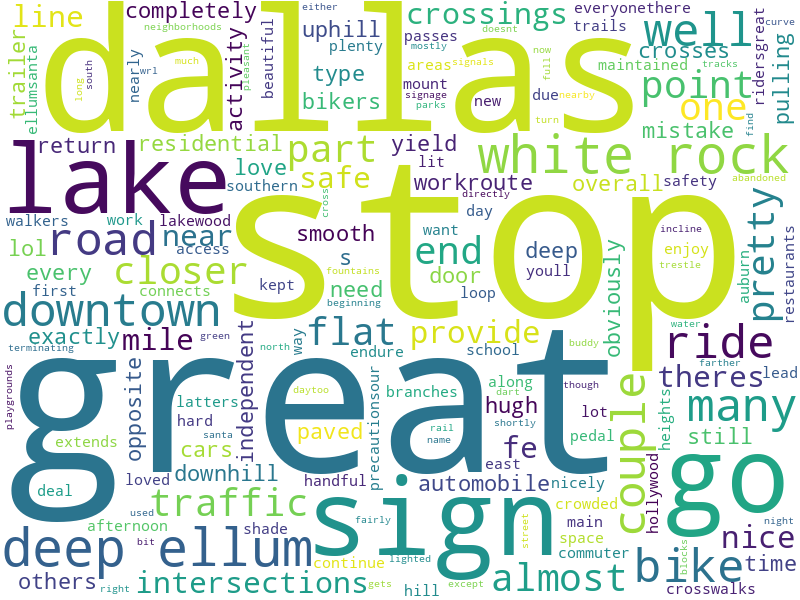 line
completely
crossings
everyonethere
either
neighborhoods
passes
mostly
doesnt
curve
dallas
trailer
ellumsanta
long
south
wrl
nearly
much
activity
pleasant
beautiful
uphill
plenty
type
bikers
areas
signals
mount
signage
parks
now
full
new
due
trails
nearby
turn
well
crosses
maintained
tracks
point
one
mistake
find
ridersgreat
pulling
lake
return
residential
love
southern
part
safe
cross
yield
lit
workroute
directly
day
white rock
overall
safety
abandoned
pretty
restaurants
stop
walkers
work
lakewood
access
road
near
lol
every
first
connects
closer
smooth
s
fountains
need
kept
beginning
end
door
want
loop
deep
youll
incline
enjoy
trestle
obviously
auburn
water
downtown
exactly
terminating
mile
green
north
way
flat
endure
school
provide
buddy
farther
ride
theres
lead
great
playgrounds
opposite
latters
hard
santa
independent
branches
along
dart
shortly
though
rail
name
hugh
fe
lot
pedal
couple
heights
many
still
extends
loved
cars
downhill
handful
paved
precautionsour
daytoo
east
automobile
nicely
crowded
hollywood
go
deal
used
traffic
afternoon
bit
shade
sign
fairly
lighted
continue
gets
street
main
space
commuter
except
hill
night
blocks
nice
time
crosswalks
deep ellum
others
right
intersections
almost
bike